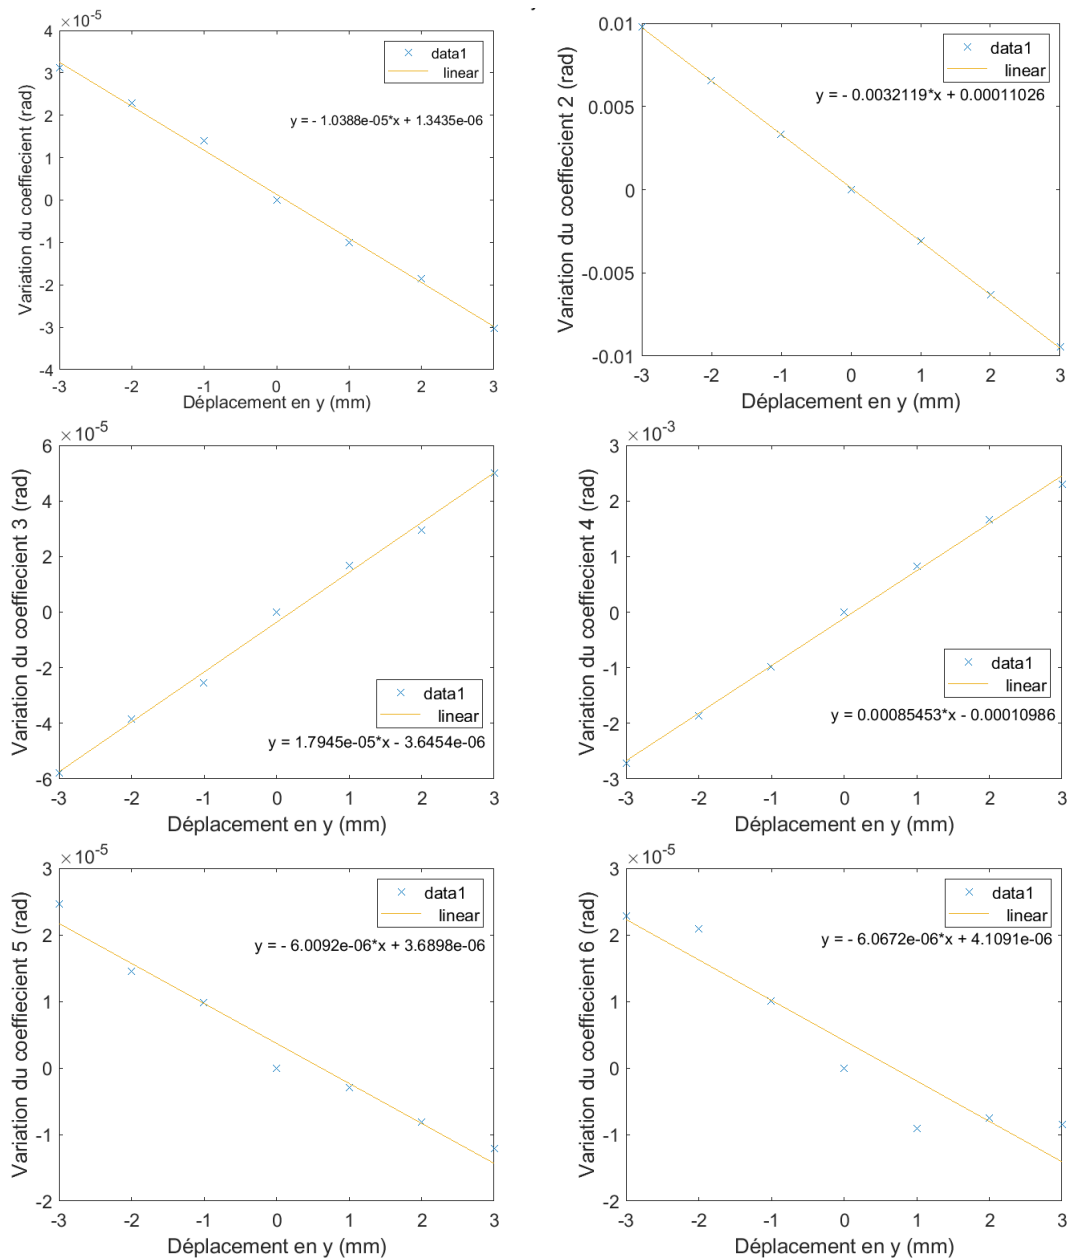 ×10-5
4
3
2
1
0
-1
-2
-3
-4
-3 -2 -1 0 1 2 3
Variation du coeffiecient (rad)
Déplacement en y (mm)
data1
linear
y = - 1.0388e-05*x + 1.3435e-06
0.01
0.005
0
-0.005
-0.01
-3 -2 -1 0 1 2 3
Variation du coeffiecient 2 (rad)
Déplacement en y (mm)
data1
linear
y = - 0.0032119*x + 0.00011026
×10-5
6
4
2
0
-2
-4
-6
-3 -2 -1 0 1 2 3
Variation du coeffiecient 3 (rad)
Déplacement en y (mm)
data1
linear
y = 1.7945e-05*x - 3.6454e-06
×10-3
3
2
1
0
-1
-2
-3
-3 -2 -1 0 1 2 3
Variation du coeffiecient 4 (rad)
Déplacement en y (mm)
data1
linear
y = 0.00085453*x - 0.00010986
×10-5
3
2
1
0
-1
-2
-3 -2 -1 0 1 2 3
Variation du coeffiecient 5 (rad)
Déplacement en y (mm)
data1
linear
y = - 6.0092e-06*x + 3.6898e-06
×10-5
3
2
1
0
-1
-2
-3 -2 -1 0 1 2 3
Variation du coeffiecient 6 (rad)
Déplacement en y (mm)
data1
linear
y = - 6.0672e-06*x + 4.1091e-06